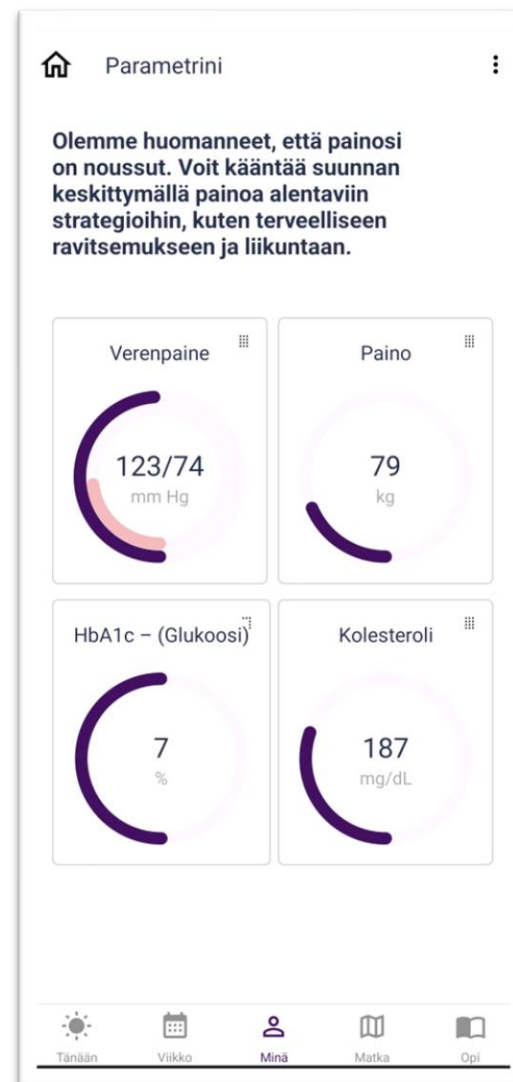 Parametrini
Olemme huomanneet, että painosi
on noussut. Voit kääntää suunnan
keskittymällä painoa alentaviin
strategioihin, kuten terveelliseen
ravitsemukseen ja liikuntaan.
Verenpaine
123/74
mm Hg
Paino
79
kg
HbA1c – (Glukoosi)
7
%
Kolesteroli
187
mg/dL
Tänään
Viikko
Minä
Matka
Opi